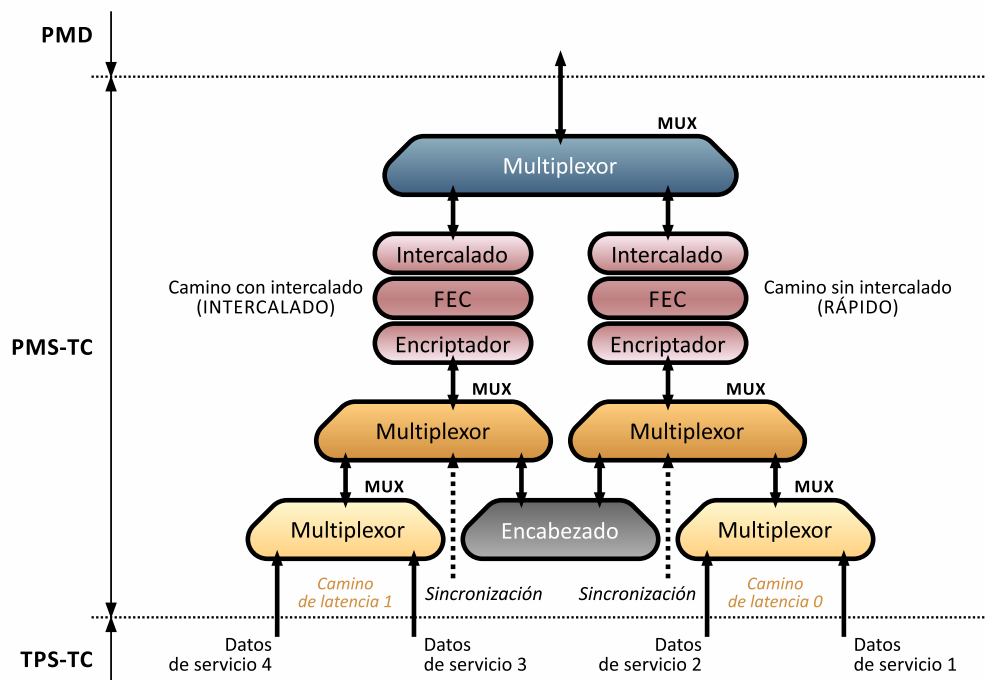 PMD
MUX
Multiplexor
Intercalado
Intercalado
Camino con intercalado
(INTERCALADO)
FEC
FEC
Camino sin intercalado
(RÁPIDO)
PMS-TC
Encriptador
Encriptador
MUX
MUX
Multiplexor
Multiplexor
MUX
MUX
Multiplexor
Encabezado
Multiplexor
Camino
de latencia 1
Sincronización
Sincronización
Camino
de latencia 0
TPS-TC
Datos
de servicio 4
Datos
de servicio 3
Datos
de servicio 2
Datos
de servicio 1